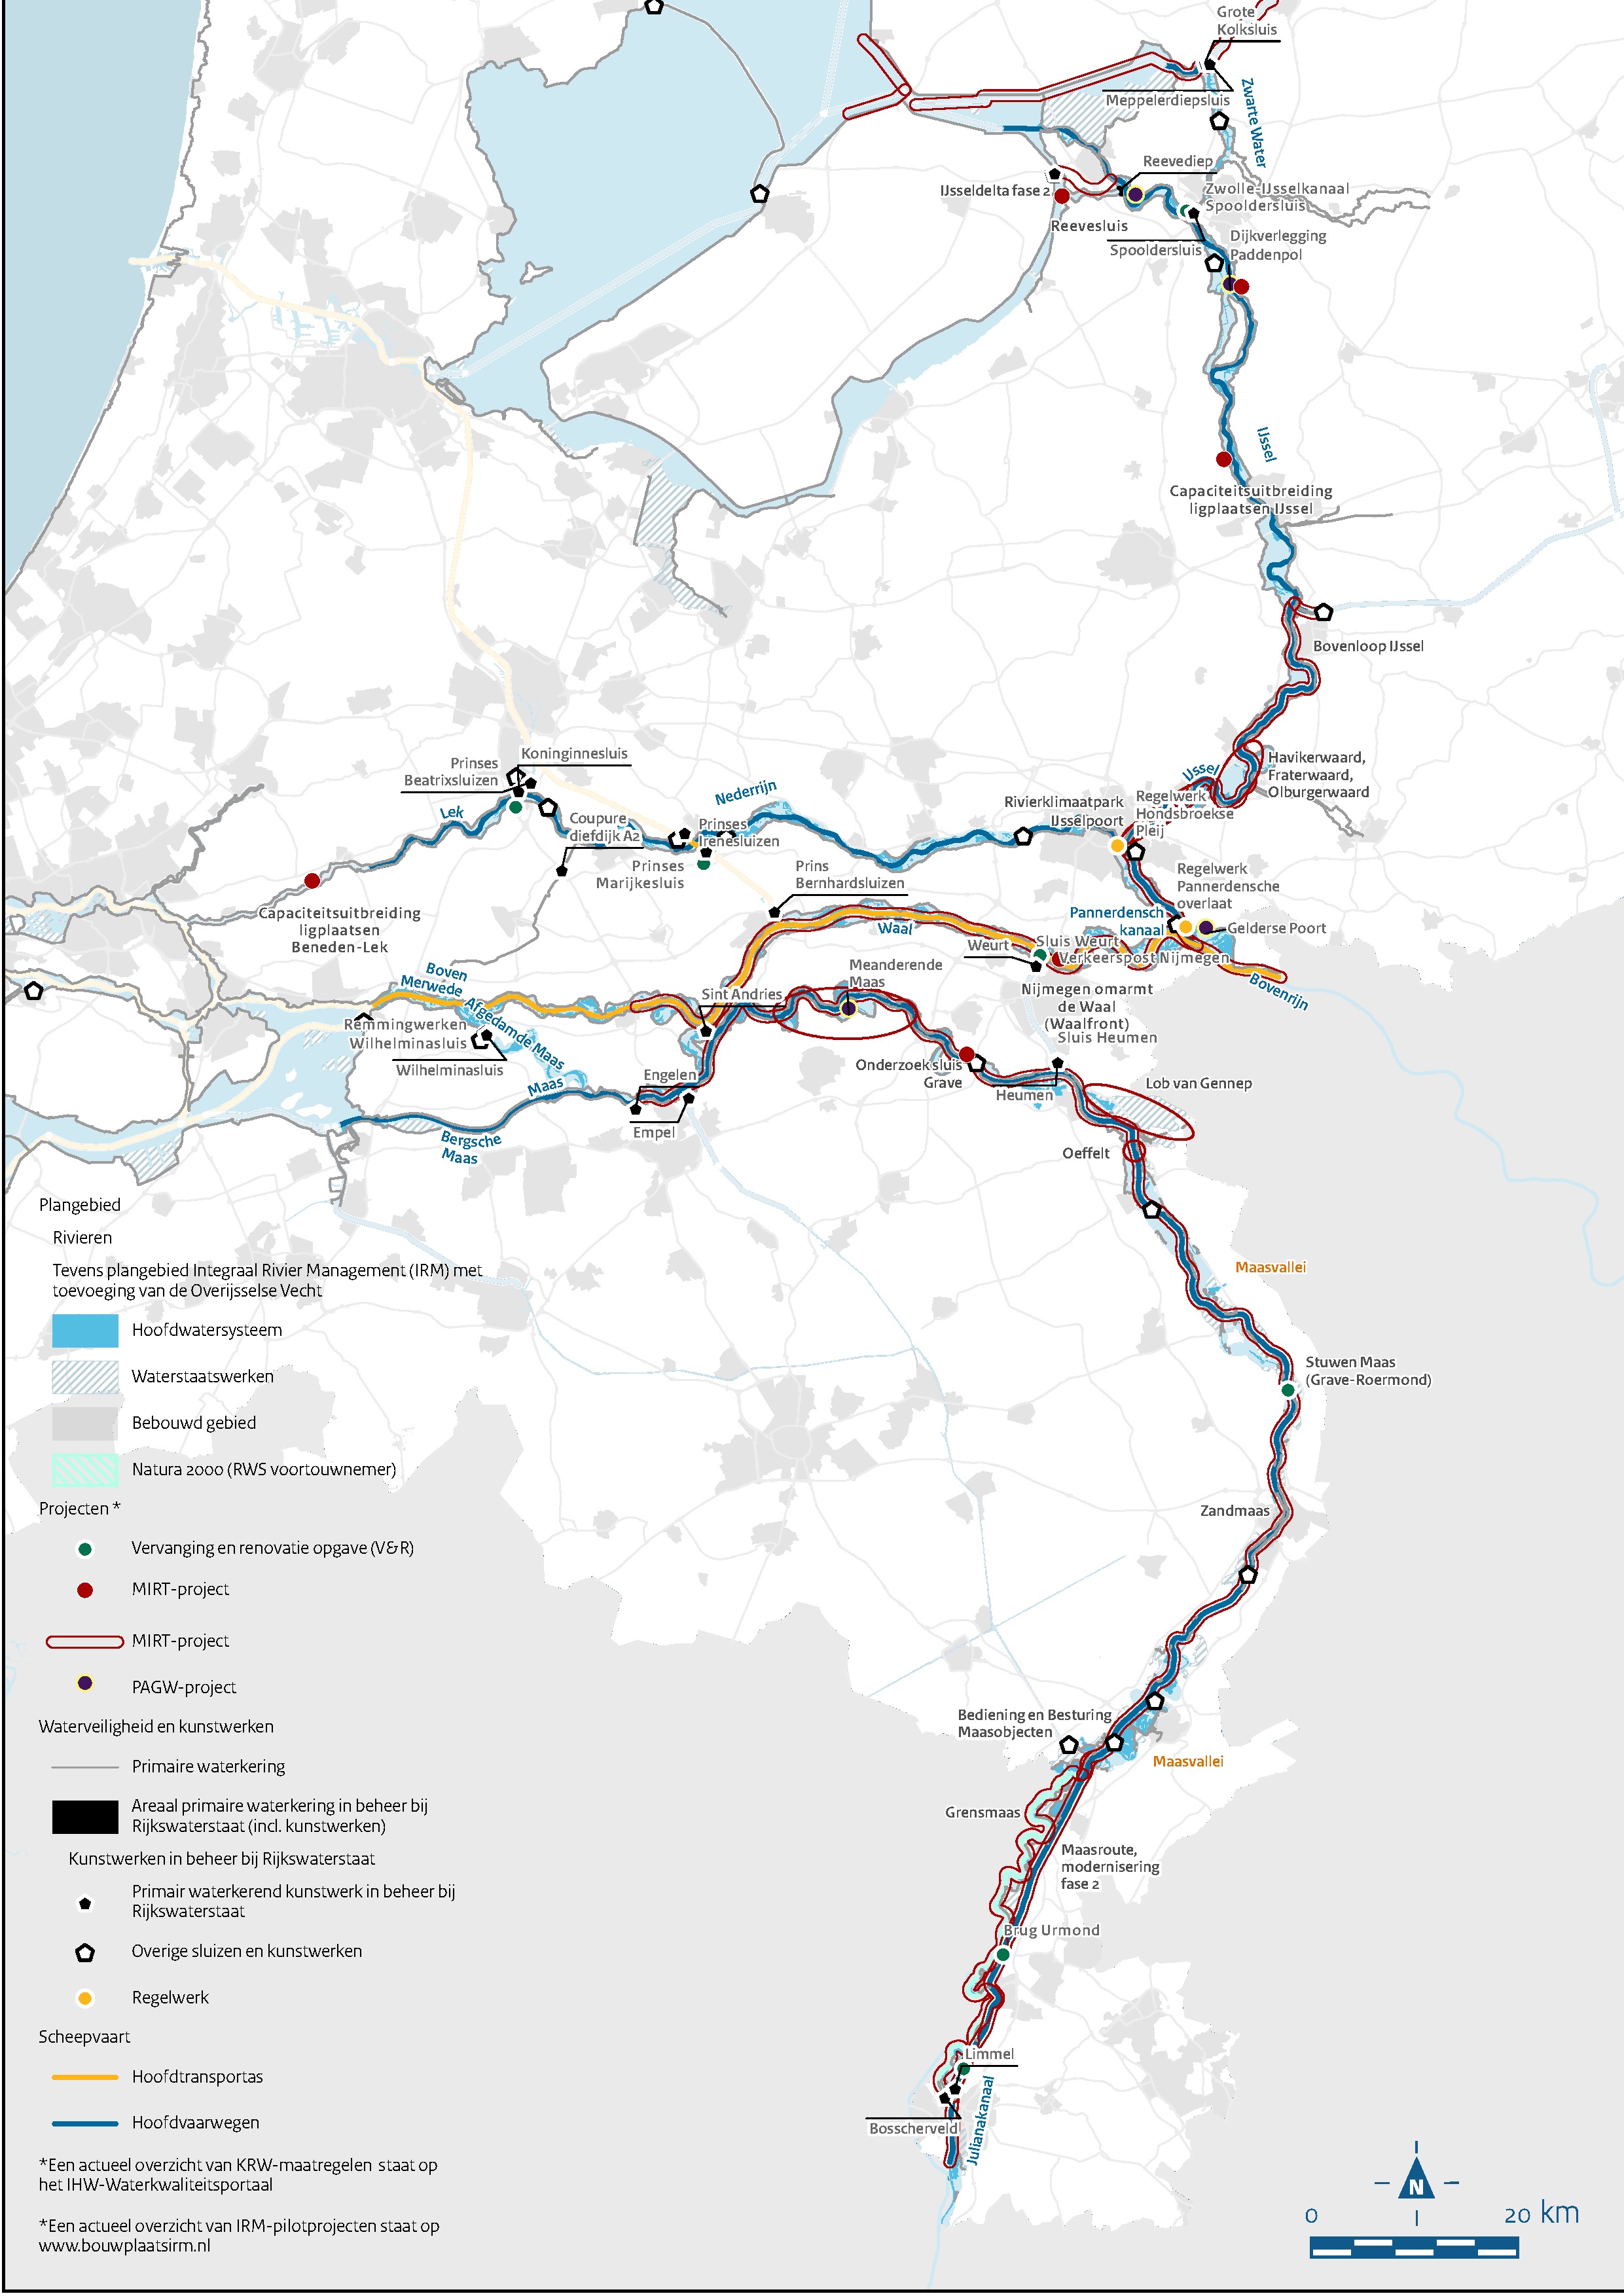 Grote
Kolksluis
Meppelerdiepsluis
Zwarte Water
Reevediep
IJsseldelta fase 2
Zwolle-IJsselkanaal
Spooldersluis
Reevesluis
Spooldersluis
Dijkverlegging
Paddenpol
IJssel
Capaciteitsuitbreiding
ligplaatsen IJssel
Bovenloop IJssel
Koninginnesluis
Prinses
Beatrixsluizen
Havikerwaard,
Fraterwaard,
Olburgerwaard
IJssel
Nederrijn
Lek
Rivierklimaatpark
IJsselpoort
Regelwerk
Hondsbroekse
Pleij
Coupure
diefdijk A2
Prinses
Irenesluizen
Prinses
Marijkesluis
Prins
Bernhardsluizen
Regelwerk
Pannerdensche
overlaat
Capaciteitsuitbreiding
ligplaatsen
Beneden-Lek
Pannerdensch
kanaal
Gelderse Poort
Waal
Weurt
Sluis Weurt
Verkeerspost Nijmegen
Meanderende
Maas
Boven
Merwede
Bovenrijn
Sint Andries
Nijmegen omarmt
de Waal
(Waalfront)
Sluis Heumen
Afgedamde Maas
Remmingwerken
Wilhelminasluis
Wilhelminasluis
Onderzoek sluis
Grave
Engelen
Maas
Heumen
Lob van Gennep
Empel
Bergsche
Maas
Oeffelt
Plangebied
Rivieren
Tevens plangebied Integraal Rivier Management (IRM) met
toevoeging van de Overijsselse Vecht
Maasvallei
Hoofdwatersysteem
Waterstaatswerken
Stuwen Maas
(Grave-Roermond)
Bebouwd gebied
Natura 2000 (RWS voortouwnemer)
Projecten *
Zandmaas
Vervanging en renovatie opgave (V&R)
MIRT-project
MIRT-project
PAGW-project
Bediening en Besturing
Maasobjecten
Waterveiligheid en kunstwerken
Maasvallei
Primaire waterkering
Areaal primaire waterkering in beheer bij
Rijkswaterstaat (incl. kunstwerken)
Grensmaas
Maasroute,
modernisering
fase 2
Kunstwerken in beheer bij Rijkswaterstaat
Primair waterkerend kunstwerk in beheer bij
Rijkswaterstaat
Brug Urmond
Overige sluizen en kunstwerken
Regelwerk
Scheepvaart
Limmel
Hoofdtransportas
Hoofdvaarwegen
Bosscherveld
Julianakanaal
*Een actueel overzicht van KRW-maatregelen staat op
het IHW-Waterkwaliteitsportaal
*Een actueel overzicht van IRM-pilotprojecten staat op
www.bouwplaatsirm.nl
N
0 20 km